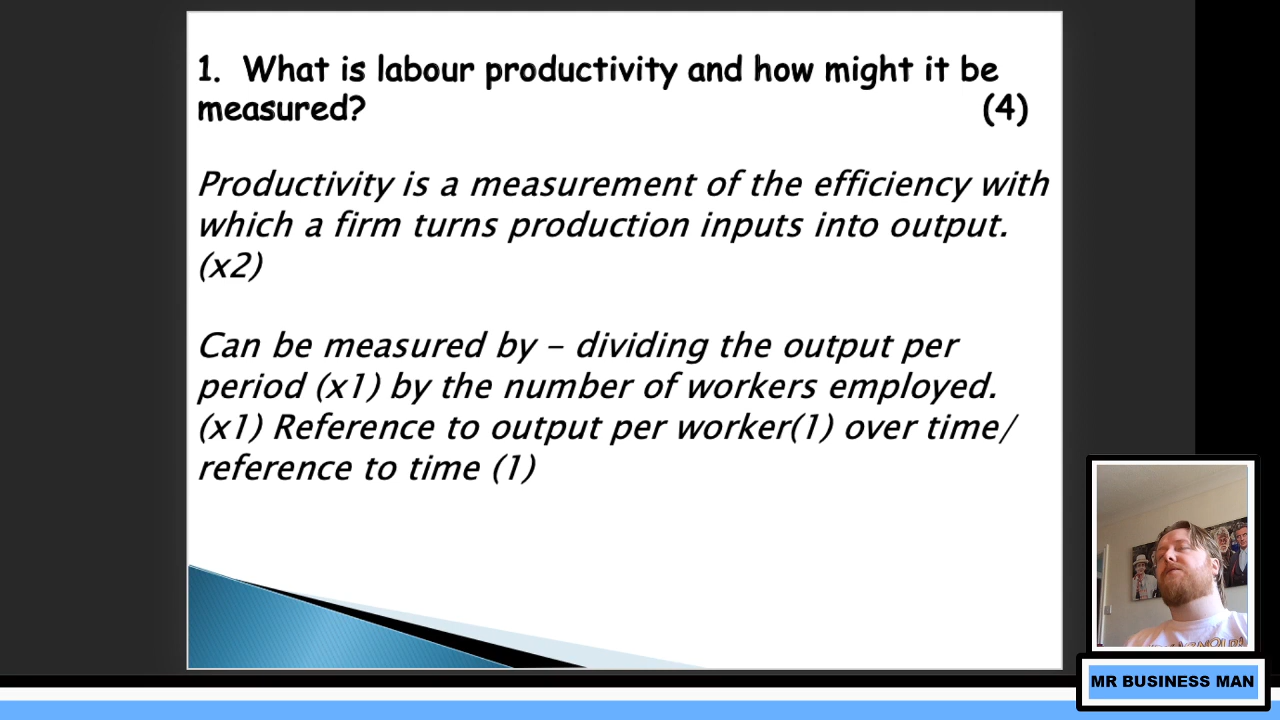 1. What is labour productivity and how might it be
measured? (4)
Productivity is a measurement of the efficiency with
which a firm turns production inputs into output.
(x2)
Can be measured by – dividing the output per
period (x1) by the number of workers employed.
(x1) Reference to output per worker(1) over time/
reference to time (1)
MR BUSINESS MAN